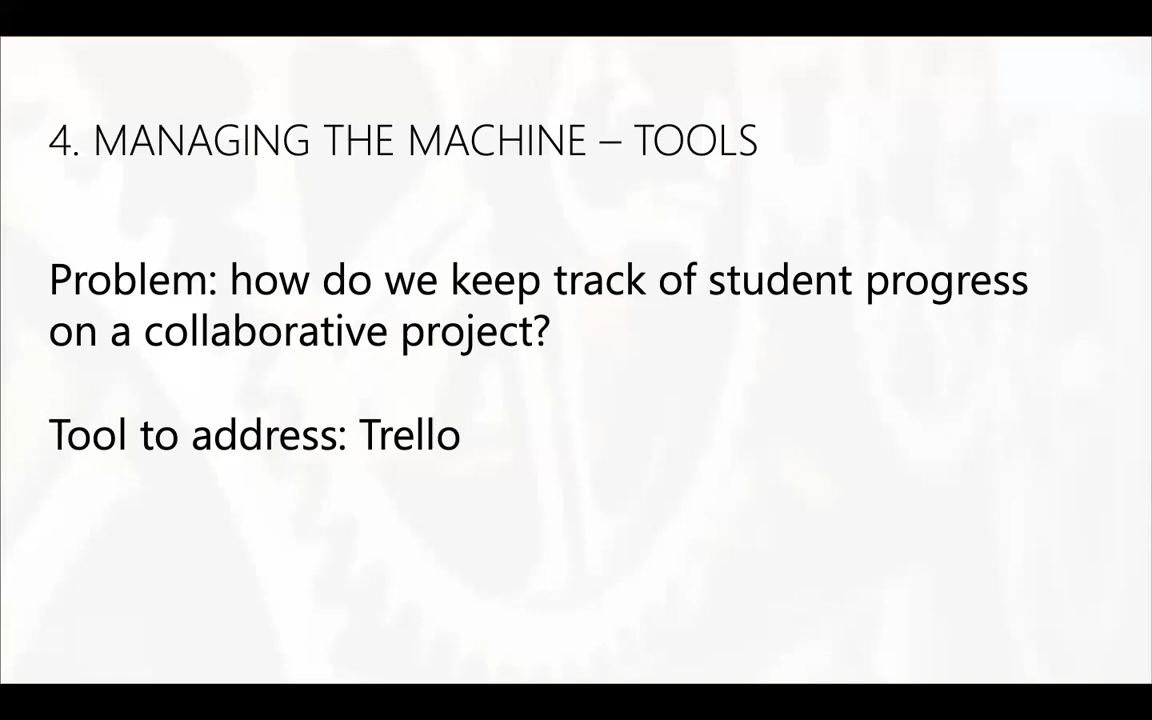 4. MANAGING THE MACHINE – TOOLS
Problem: how do we keep track of student progress
on a collaborative project?
Tool to address: Trello